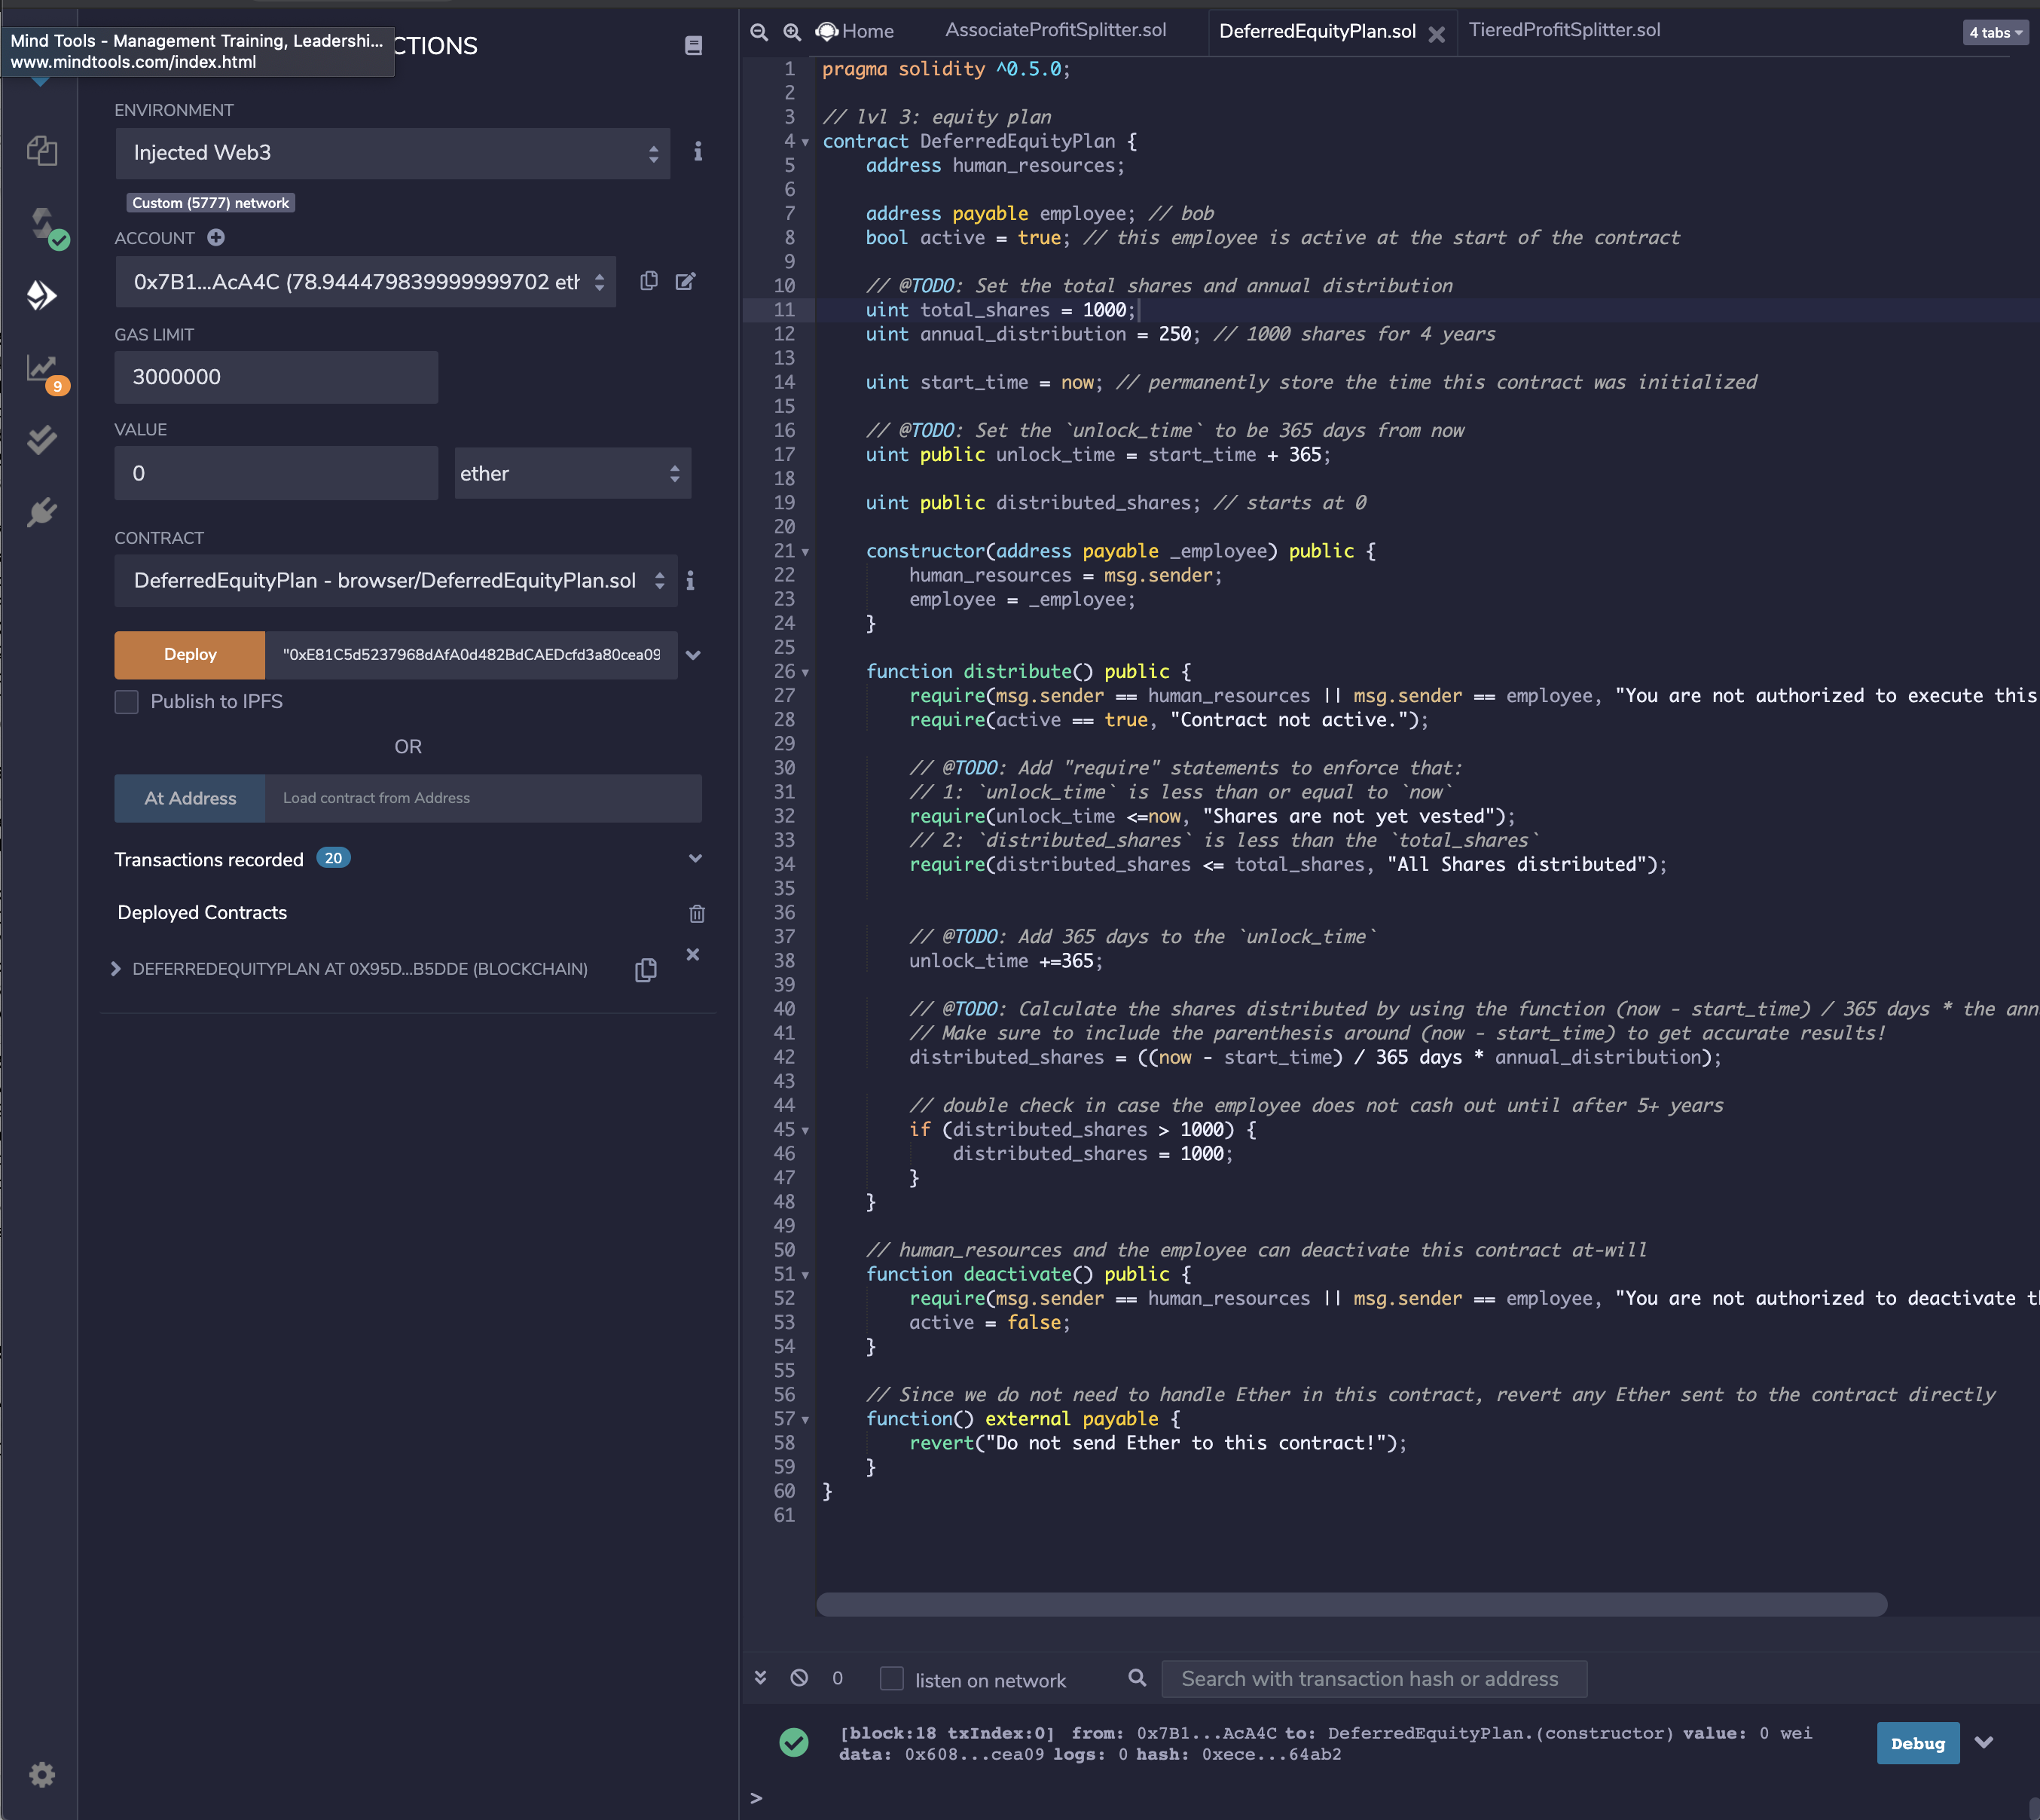 Mind Tools - Management Training, Leadershi...
www.mindtools.com/index.html
CTIONS
ENVIRONMENT
Injected Web3
Custom (5777) network
ACCOUNT
0x7B1...AcA4C (78.944479839999999702 eth
GAS LIMIT
3000000
VALUE
0
ether
CONTRACT
DeferredEquityPlan - browser/DeferredEquityPlan.sol
Deploy
"0xE81C5d5237968dAfA0d482BdCAEDcfd3a80cea09
Publish to IPFS
OR
At Address
Load contract from Address
Transactions recorded 20
Deployed Contracts
DEFERREDEQUITYPLAN AT 0X95D...B5DDE (BLOCKCHAIN)
9
Home
AssociateProfitSplitter.sol
DeferredEquityPlan.sol
TieredProfitSplitter.sol
4 tabs
1 pragma solidity ^0.5.0;
2
3 // lvl 3: equity plan
4 contract DeferredEquityPlan {
5 address human_resources;
6
7 address payable employee; // bob
8 bool active = true; // this employee is active at the start of the contract
9
10 // @TODO: Set the total shares and annual distribution
11 uint total_shares = 1000;
12 uint annual_distribution = 250; // 1000 shares for 4 years
13
14 uint start_time = now; // permanently store the time this contract was initialized
15
16 // @TODO: Set the `unlock_time` to be 365 days from now
17 uint public unlock_time = start_time + 365;
18
19 uint public distributed_shares; // starts at 0
20
21 constructor(address payable _employee) public {
22 human_resources = msg.sender;
23 employee = _employee;
24 }
25
26 function distribute() public {
27 require(msg.sender == human_resources || msg.sender == employee, "You are not authorized to execute this
28 require(active == true, "Contract not active.");
29
30 // @TODO: Add "require" statements to enforce that:
31 // 1: `unlock_time` is less than or equal to `now`
32 require(unlock_time <=now, "Shares are not yet vested");
33 // 2: `distributed_shares` is less than the `total_shares`
34 require(distributed_shares <= total_shares, "All Shares distributed");
35
36
37 // @TODO: Add 365 days to the `unlock_time`
38 unlock_time +=365;
39
40 // @TODO: Calculate the shares distributed by using the function (now - start_time) / 365 days * the ann
41 // Make sure to include the parenthesis around (now - start_time) to get accurate results!
42 distributed_shares = ((now - start_time) / 365 days * annual_distribution);
43
44 // double check in case the employee does not cash out until after 5+ years
45 if (distributed_shares > 1000) {
46 distributed_shares = 1000;
47 }
48 }
49
50 // human_resources and the employee can deactivate this contract at-will
51 function deactivate() public {
52 require(msg.sender == human_resources || msg.sender == employee, "You are not authorized to deactivate th
53 active = false;
54 }
55
56 // Since we do not need to handle Ether in this contract, revert any Ether sent to the contract directly
57 function() external payable {
58 revert("Do not send Ether to this contract!");
59 }
60 }
61
0
listen on network
Search with transaction hash or address
[block:18 txIndex:0] from: 0x7B1...AcA4C to: DeferredEquityPlan.(constructor) value: 0 wei
data: 0x608...cea09 logs: 0 hash: 0xece...64ab2
Debug
>